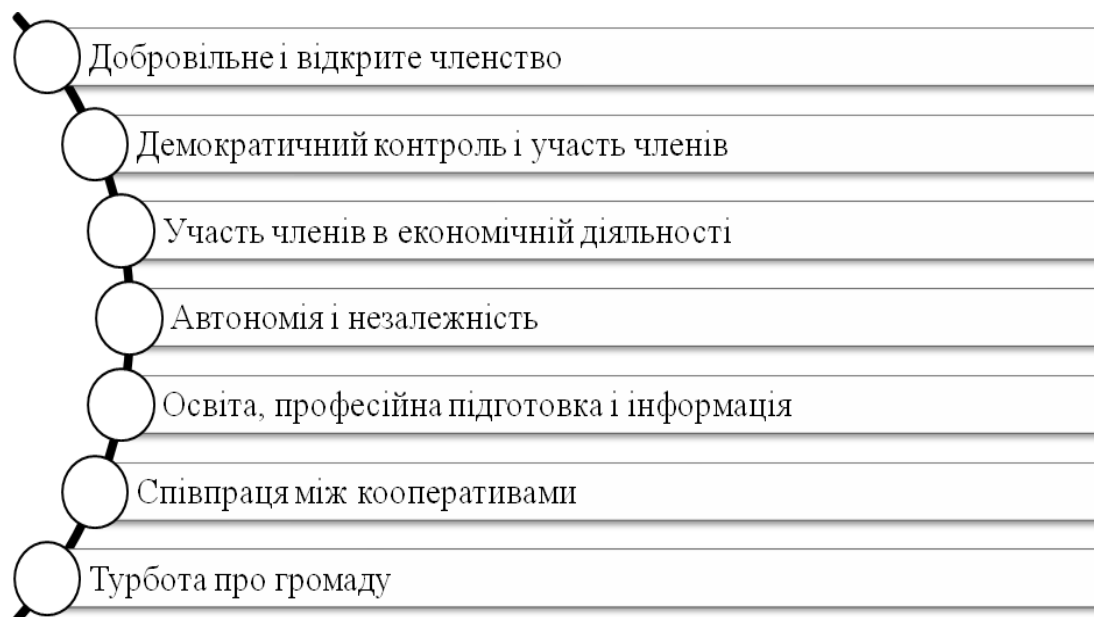 Добровільне і відкрите членство
Демократичний контроль і участь членів
Участь членів в економічній діяльності
Автономія і незалежність
Освіта, професійна підготовка і інформація
Співпраця між кооперативами
Турбота про громаду